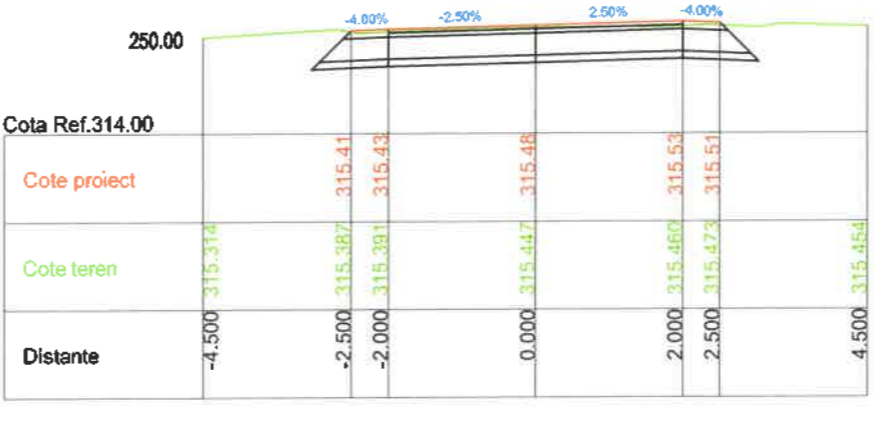 -4.00% -2.50% 2.50% -4.00%
250.00
Cota Ref.314.00
Cote proiect 315.41 315.43 315.48 315.53 315.51
Cote teren 315.314 315.387 315.391 315.447 315.460 315.473 315.454
Distante -4.500 -2.500 -2.000 0.000 2.000 2.500 4.500